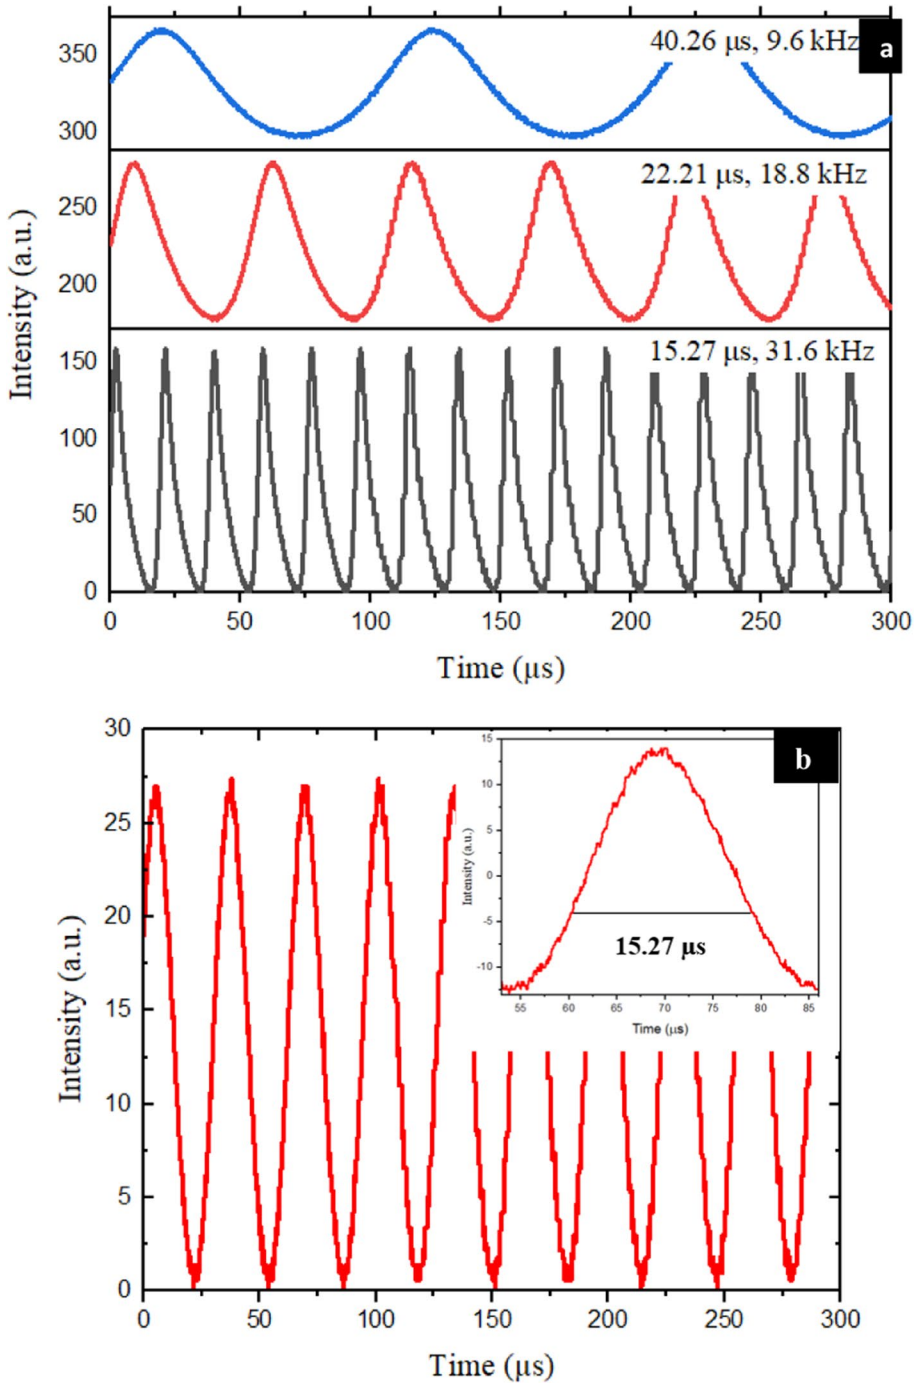 a
40.26 μs, 9.6 kHz
350
300
22.21 μs, 18.8 kHz
250
200
15.27 μs, 31.6 kHz
150
100
50
0
Intensity (a.u.)
0 50 100 150 200 250 300
Time (μs)
b
30
25
20
15
10
5
0
Intensity (a.u.)
0 50 100 150 200 250 300
Time (μs)
15
10
5
0
-5
-10
Intensity (a.u.)
15.27 μs
55 60 65 70 75 80 85
Time (μs)